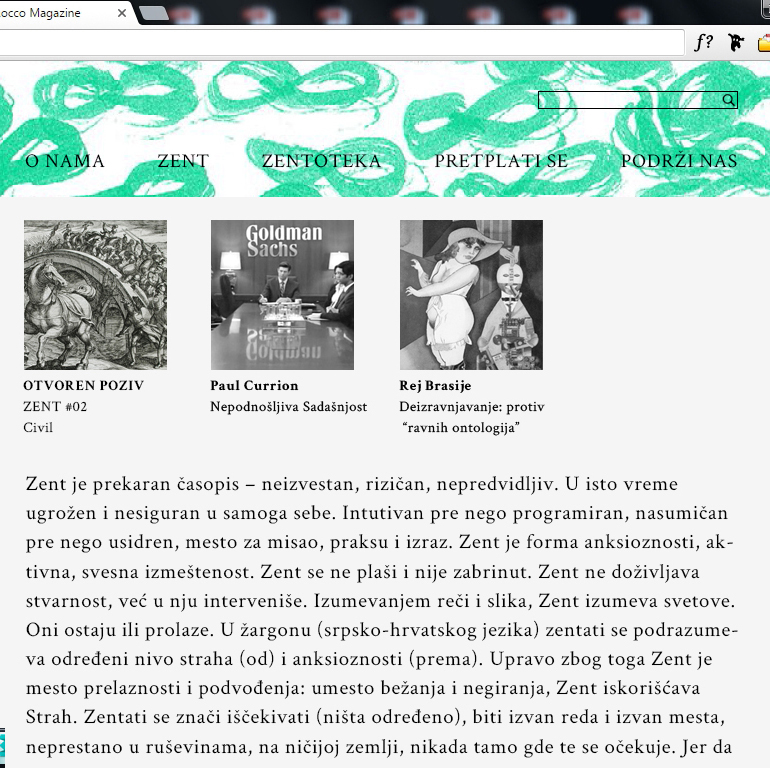 occo Magazine
f?
O NAMA ZENT ZENTOTEKA PRETPLATI SE PODRŽI NAS
Goldman
Sachs
OTVOREN POZIV
ZENT #02
Civil
Paul Currion
Nepodnošljiva Sadašnjost
Rej Brasije
Deizravnjavanje: protiv
“ravnih ontologija”
Zent je prekaran časopis – neizvestan, rizičan, nepredvidljiv. U isto vreme
ugrožen i nesiguran u samoga sebe. Intutivan pre nego programiran, nasumičan
pre nego usidren, mesto za misao, praksu i izraz. Zent je forma anksioznosti, ak-
tivna, svesna izmeštenost. Zent se ne plaši i nije zabrinut. Zent ne doživljava
stvarnost, već u nju interveniše. Izumevanjem reči i slika, Zent izumeva svetove.
Oni ostaju ili prolaze. U žargonu (srpsko-hrvatskog jezika) zentati se podrazume-
va određeni nivo straha (od) i anksioznosti (prema). Upravo zbog toga Zent je
mesto prelaznosti i podvođenja: umesto bežanja i negiranja, Zent iskorišćava
Strah. Zentati se znači iščekivati (ništa određeno), biti izvan reda i izvan mesta,
neprestano u ruševinama, na ničijoj zemlji, nikada tamo gde te se očekuje. Jer da